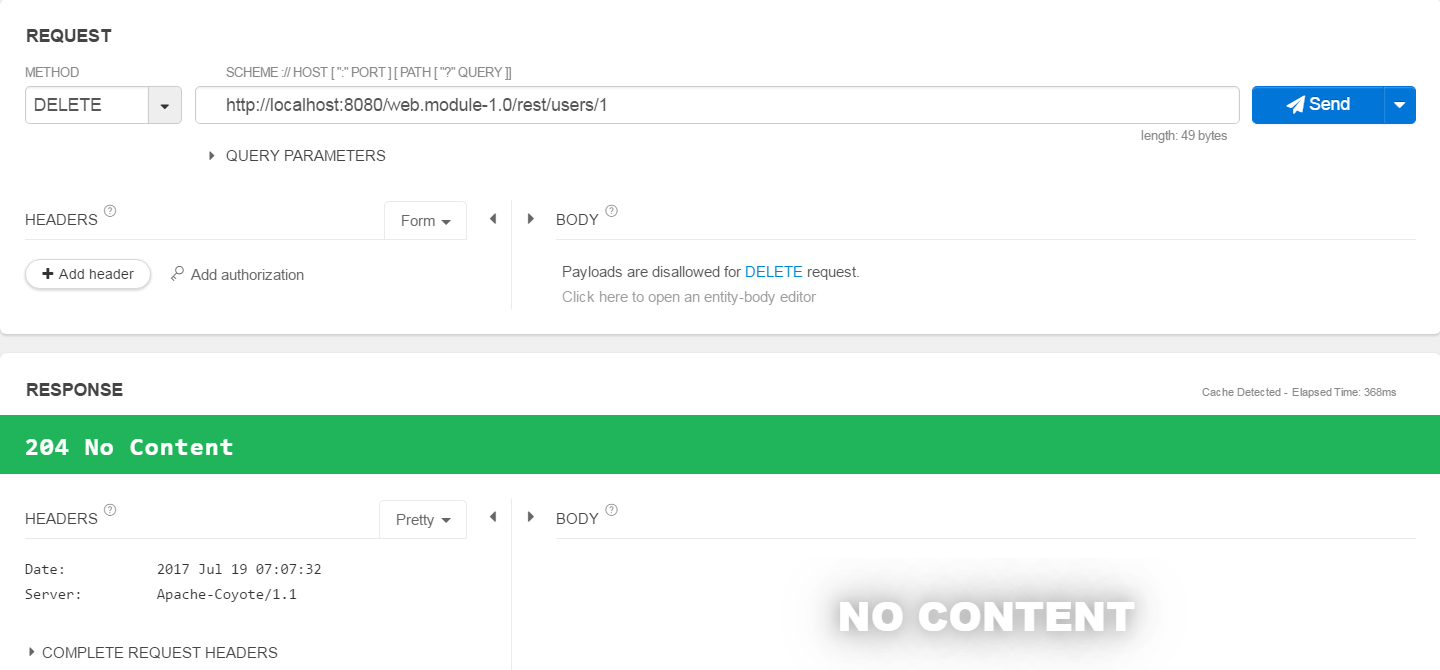 REQUEST
METHOD SCHEME :// HOST [ ":" PORT ] [ PATH [ "?" QUERY ]]
DELETE http://localhost:8080/web.module-1.0/rest/users/1 Send
length: 49 bytes
QUERY PARAMETERS
HEADERS ? Form BODY ?
+ Add header Add authorization Payloads are disallowed for DELETE request.
Click here to open an entity-body editor
RESPONSE Cache Detected - Elapsed Time: 368ms
204 No Content
HEADERS ? Pretty BODY ?
Date: 2017 Jul 19 07:07:32
Server: Apache-Coyote/1.1
NO CONTENT
COMPLETE REQUEST HEADERS